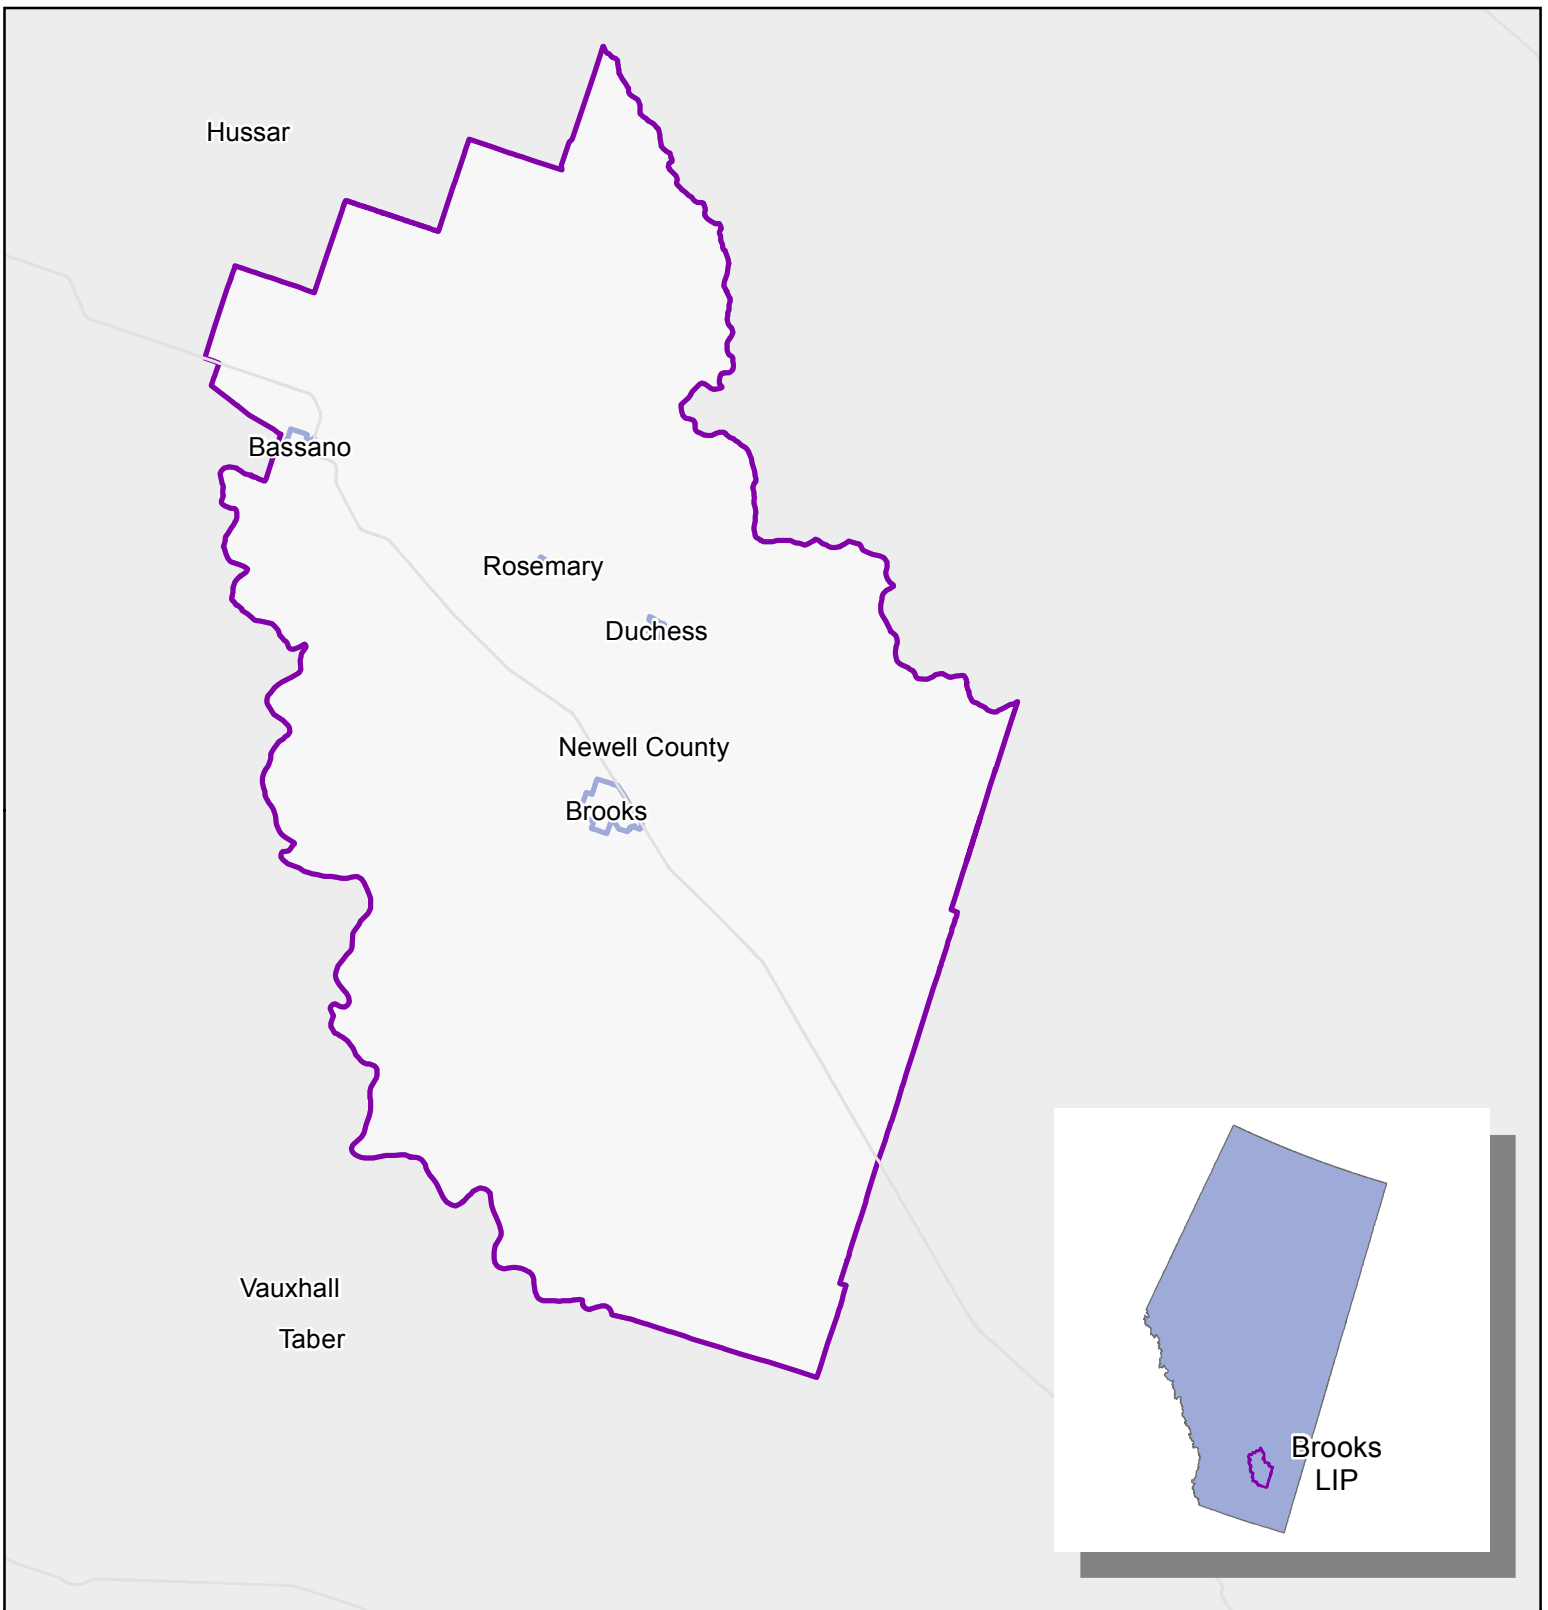 Hussar
Bassano
Rosemary
Duchess
Newell County
Brooks
Vauxhall
Taber
Brooks
LIP